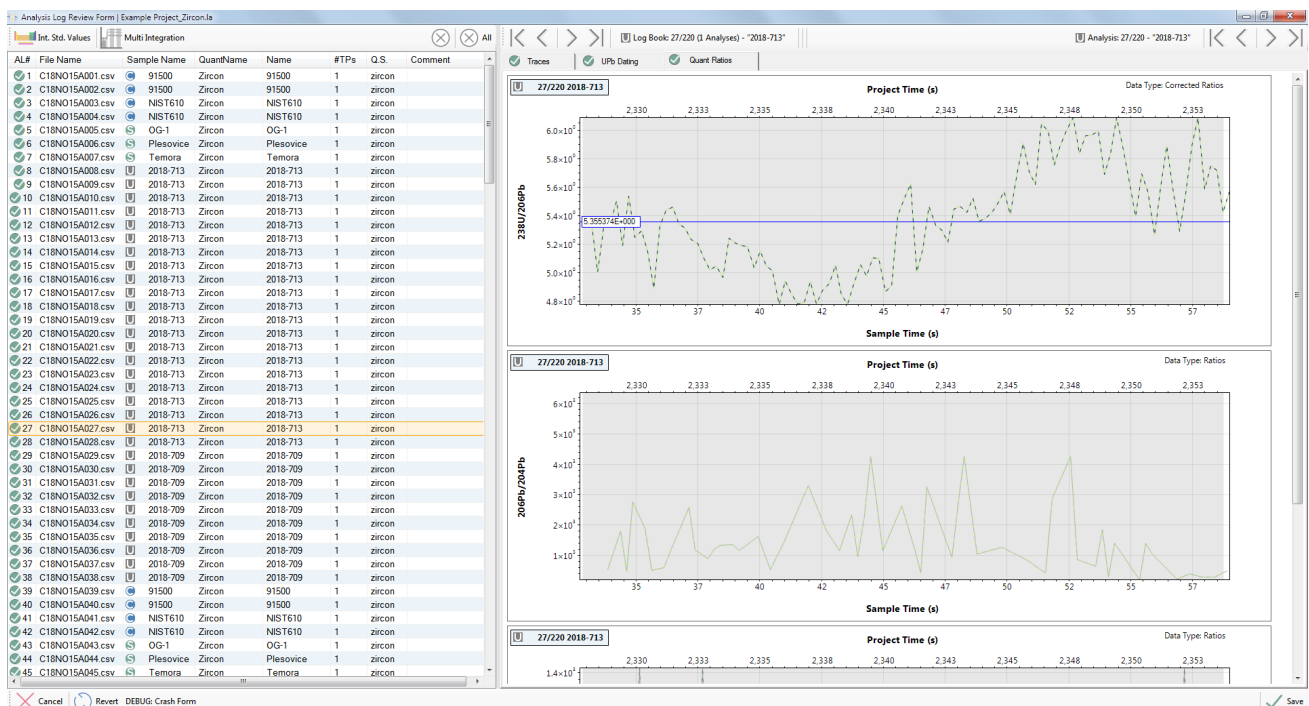 Analysis Log Review Form | Example Project_Zircon.la
Int. Std. Values Multi Integration All
AL# File Name Sample Name QuantName Name #TPs Q.S. Comment
1 C18NO15A001.csv C 91500 Zircon 91500 1 zircon
2 C18NO15A002.csv C 91500 Zircon 91500 1 zircon
3 C18NO15A003.csv C NIST610 Zircon NIST610 1 zircon
4 C18NO15A004.csv C NIST610 Zircon NIST610 1 zircon
5 C18NO15A005.csv S OG-1 Zircon OG-1 1 zircon
6 C18NO15A006.csv S Plesovice Zircon Plesovice 1 zircon
7 C18NO15A007.csv S Temora Zircon Temora 1 zircon
8 C18NO15A008.csv U 2018-713 Zircon 2018-713 1 zircon
9 C18NO15A009.csv U 2018-713 Zircon 2018-713 1 zircon
10 C18NO15A010.csv U 2018-713 Zircon 2018-713 1 zircon
11 C18NO15A011.csv U 2018-713 Zircon 2018-713 1 zircon
12 C18NO15A012.csv U 2018-713 Zircon 2018-713 1 zircon
13 C18NO15A013.csv U 2018-713 Zircon 2018-713 1 zircon
14 C18NO15A014.csv U 2018-713 Zircon 2018-713 1 zircon
15 C18NO15A015.csv U 2018-713 Zircon 2018-713 1 zircon
16 C18NO15A016.csv U 2018-713 Zircon 2018-713 1 zircon
17 C18NO15A017.csv U 2018-713 Zircon 2018-713 1 zircon
18 C18NO15A018.csv U 2018-713 Zircon 2018-713 1 zircon
19 C18NO15A019.csv U 2018-713 Zircon 2018-713 1 zircon
20 C18NO15A020.csv U 2018-713 Zircon 2018-713 1 zircon
21 C18NO15A021.csv U 2018-713 Zircon 2018-713 1 zircon
22 C18NO15A022.csv U 2018-713 Zircon 2018-713 1 zircon
23 C18NO15A023.csv U 2018-713 Zircon 2018-713 1 zircon
24 C18NO15A024.csv U 2018-713 Zircon 2018-713 1 zircon
25 C18NO15A025.csv U 2018-713 Zircon 2018-713 1 zircon
26 C18NO15A026.csv U 2018-713 Zircon 2018-713 1 zircon
27 C18NO15A027.csv U 2018-713 Zircon 2018-713 1 zircon
28 C18NO15A028.csv U 2018-713 Zircon 2018-713 1 zircon
29 C18NO15A029.csv U 2018-709 Zircon 2018-709 1 zircon
30 C18NO15A030.csv U 2018-709 Zircon 2018-709 1 zircon
31 C18NO15A031.csv U 2018-709 Zircon 2018-709 1 zircon
32 C18NO15A032.csv U 2018-709 Zircon 2018-709 1 zircon
33 C18NO15A033.csv U 2018-709 Zircon 2018-709 1 zircon
34 C18NO15A034.csv U 2018-709 Zircon 2018-709 1 zircon
35 C18NO15A035.csv U 2018-709 Zircon 2018-709 1 zircon
36 C18NO15A036.csv U 2018-709 Zircon 2018-709 1 zircon
37 C18NO15A037.csv U 2018-709 Zircon 2018-709 1 zircon
38 C18NO15A038.csv U 2018-709 Zircon 2018-709 1 zircon
39 C18NO15A039.csv C 91500 Zircon 91500 1 zircon
40 C18NO15A040.csv C 91500 Zircon 91500 1 zircon
41 C18NO15A041.csv C NIST610 Zircon NIST610 1 zircon
42 C18NO15A042.csv C NIST610 Zircon NIST610 1 zircon
43 C18NO15A043.csv S OG-1 Zircon OG-1 1 zircon
44 C18NO15A044.csv S Plesovice Zircon Plesovice 1 zircon
45 C18NO15A045.csv S Temora Zircon Temora 1 zircon
Cancel Revert DEBUG: Crash Form
U Log Book: 27/220 (1 Analyses) - "2018-713" U Analysis: 27/220 - "2018-713"
Traces UPb Dating Quant Ratios
U 27/220 2018-713 Project Time (s) Data Type: Corrected Ratios
2,330 2,333 2,335 2,338 2,340 2,343 2,345 2,348 2,350 2,353
6.0×10⁰
5.8×10⁰
5.6×10⁰
5.4×10⁰
5.355374E+000
5.2×10⁰
5.0×10⁰
4.8×10⁰
238U/206Pb
35 37 40 42 45 47 50 52 55 57
Sample Time (s)
U 27/220 2018-713 Project Time (s) Data Type: Ratios
2,330 2,333 2,335 2,338 2,340 2,343 2,345 2,348 2,350 2,353
206Pb/204Pb
35 37 40 42 45 47 50 52 55 57
Sample Time (s)
U 27/220 2018-713 Project Time (s) Data Type: Ratios
2,330 2,333 2,335 2,338 2,340 2,343 2,345 2,348 2,350 2,353
Save